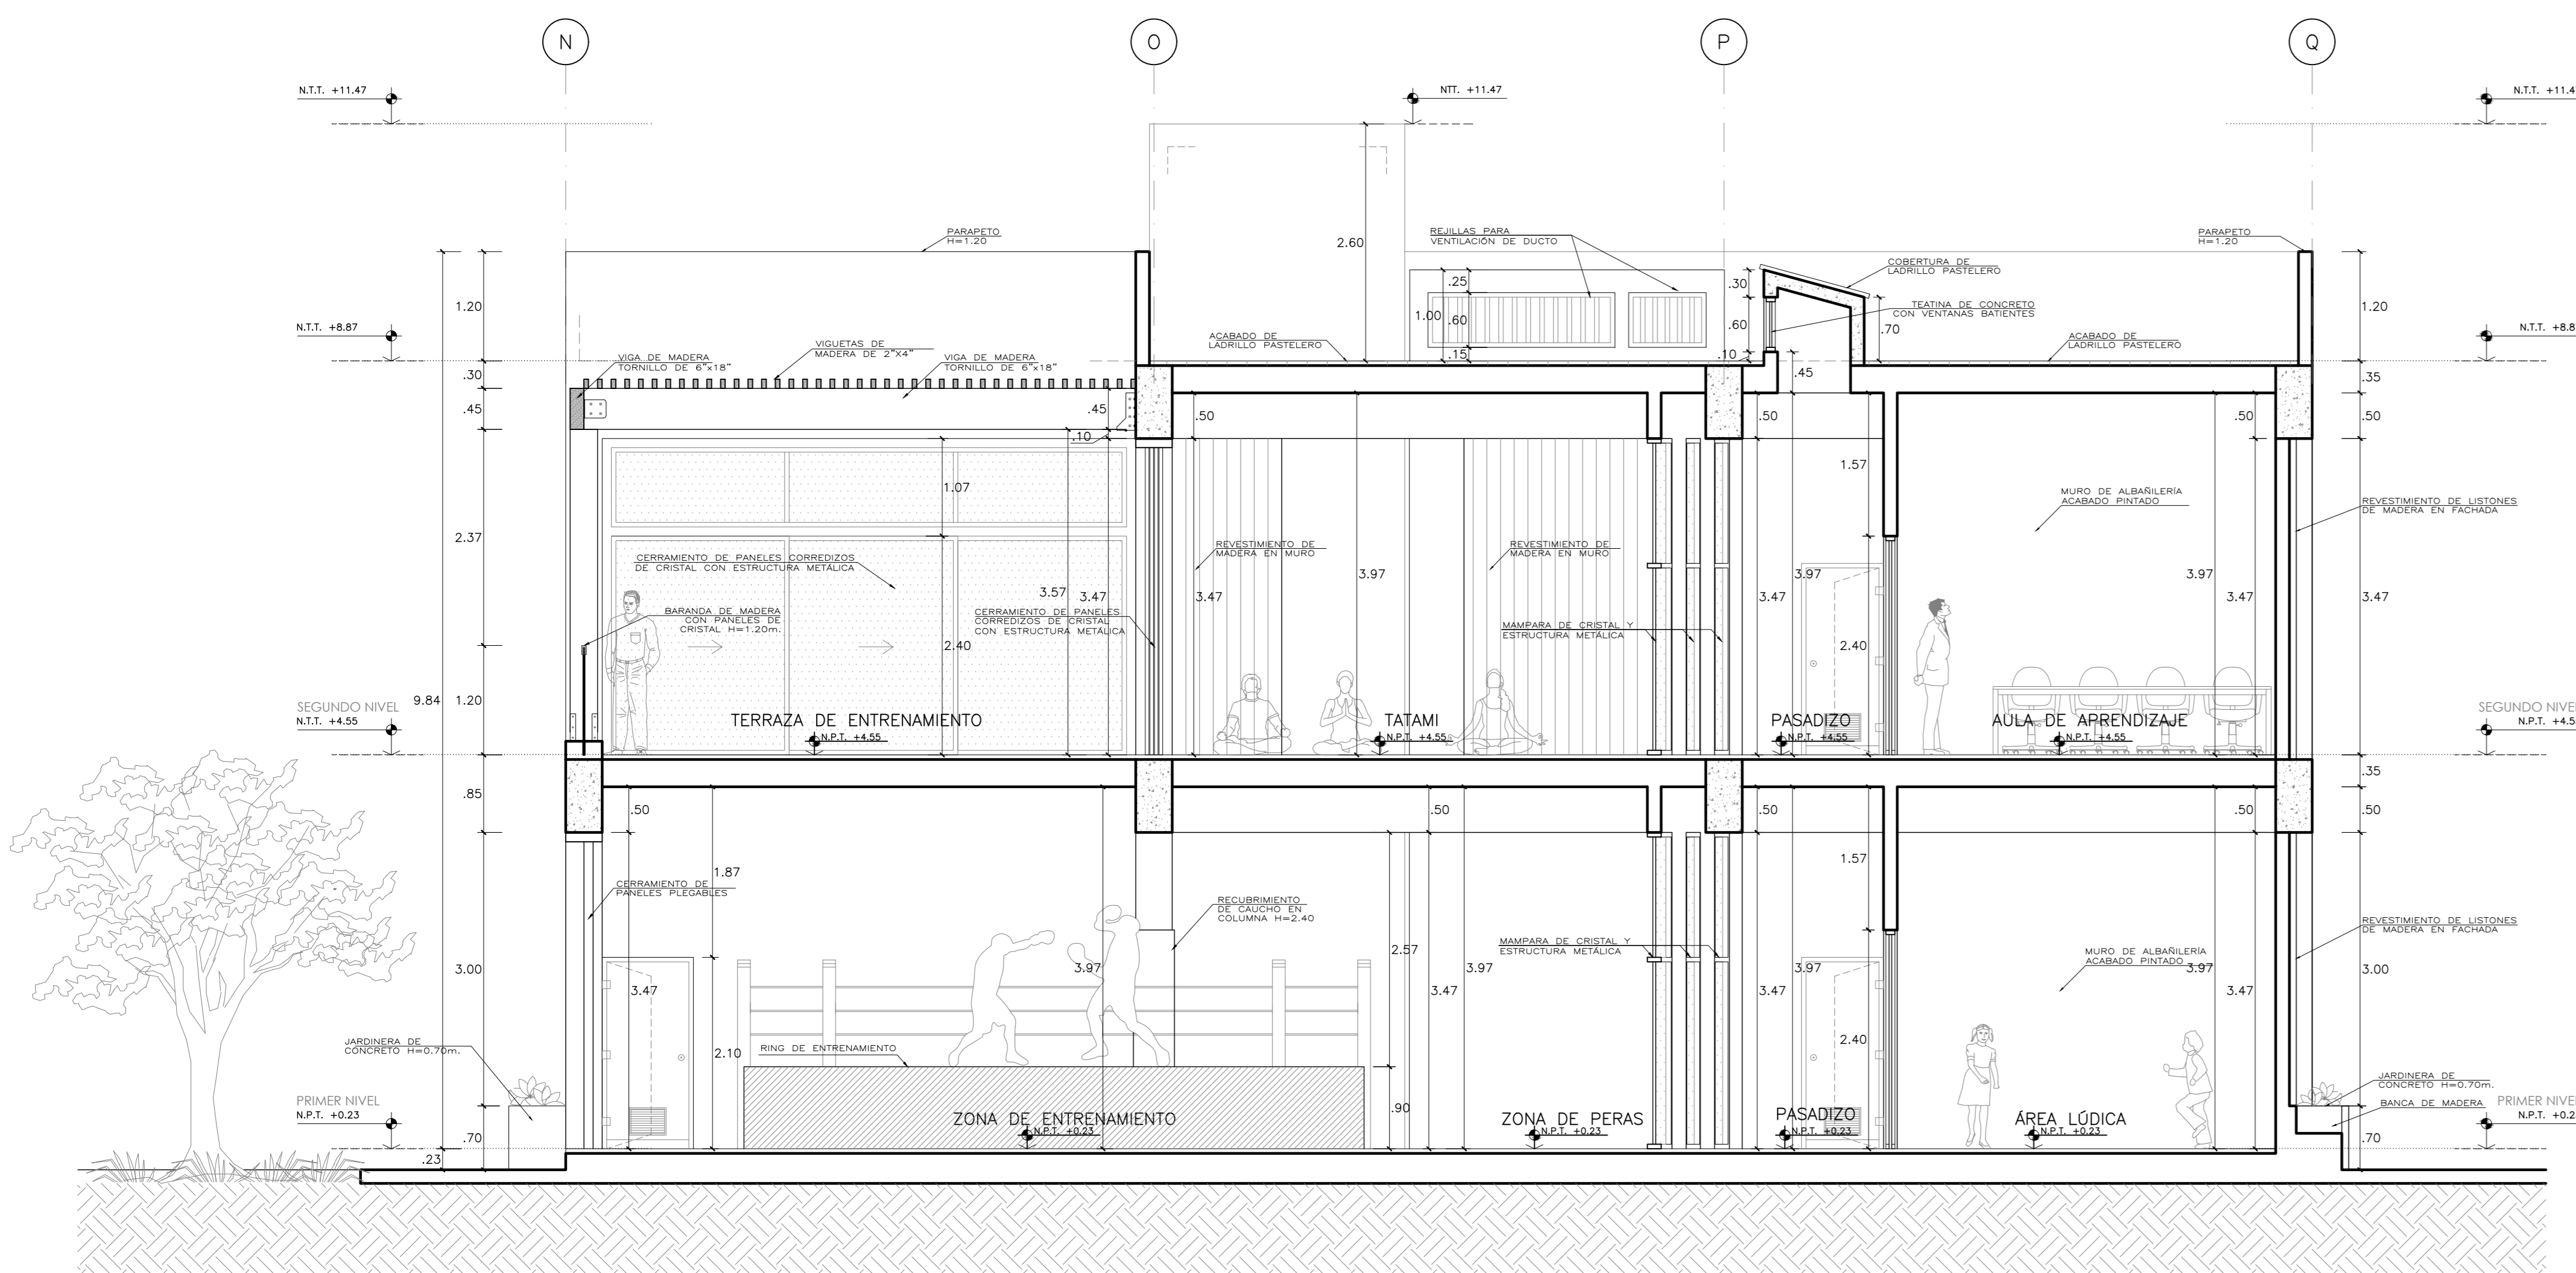 N
O
P
Q
N.T.T. +11.47
NTT. +11.47
N.T.T. +11.4
PARAPETO
H=1.20
2.60
REJILLAS PARA
VENTILACIÓN DE DUCTO
PARAPETO
H=1.20
COBERTURA DE
LADRILLO PASTELERO
TEATINA DE CONCRETO
CON VENTANAS BATIENTES
1.20
.25
1.00
.60
.15
.30
.60
.10
.70
.45
1.20
N.T.T. +8.87
N.T.T. +8.8
ACABADO DE
LADRILLO PASTELERO
ACABADO DE
LADRILLO PASTELERO
VIGA DE MADERA
TORNILLO DE 6"x18"
VIGUETAS DE
MADERA DE 2"X4"
VIGA DE MADERA
TORNILLO DE 6"x18"
.30
.45
.45
.10
.50
.50
.50
.35
.50
1.07
1.57
2.37
MURO DE ALBAÑILERÍA
ACABADO PINTADO
REVESTIMIENTO DE LISTONES
DE MADERA EN FACHADA
CERRAMIENTO DE PANELES CORREDIZOS
DE CRISTAL CON ESTRUCTURA METÁLICA
REVESTIMIENTO DE
MADERA EN MURO
REVESTIMIENTO DE
MADERA EN MURO
BARANDA DE MADERA
CON PANELES DE
CRISTAL H=1.20m.
CERRAMIENTO DE PANELES
CORREDIZOS DE CRISTAL
CON ESTRUCTURA METÁLICA
MAMPARA DE CRISTAL Y
ESTRUCTURA METÁLICA
3.57
3.47
3.47
3.97
3.97
3.47
3.97
3.47
3.47
2.40
2.40
9.84
1.20
SEGUNDO NIVEL
N.T.T. +4.55
TERRAZA DE ENTRENAMIENTO
N.P.T. +4.55
TATAMI
N.P.T. +4.55
PASADIZO
N.P.T. +4.55
AULA DE APRENDIZAJE
N.P.T. +4.55
SEGUNDO NIVEL
N.P.T. +4.5
.85
.50
.50
.50
.50
.35
.50
1.87
1.57
CERRAMIENTO DE
PANELES PLEGABLES
RECUBRIMIENTO
DE CAUCHO EN
COLUMNA H=2.40
MAMPARA DE CRISTAL Y
ESTRUCTURA METÁLICA
MURO DE ALBAÑILERÍA
ACABADO PINTADO
REVESTIMIENTO DE LISTONES
DE MADERA EN FACHADA
3.00
3.47
3.97
2.57
3.47
3.97
3.47
3.97
3.97
3.47
3.00
2.10
2.40
RING DE ENTRENAMIENTO
JARDINERA DE
CONCRETO H=0.70m.
JARDINERA DE
CONCRETO H=0.70m.
BANCA DE MADERA
PRIMER NIVEL
N.P.T. +0.23
ZONA DE ENTRENAMIENTO
N.P.T. +0.23
.90
ZONA DE PERAS
N.P.T. +0.23
PASADIZO
N.P.T. +0.23
ÁREA LÚDICA
N.P.T. +0.23
PRIMER NIVEL
N.P.T. +0.2
.70
.23
.70